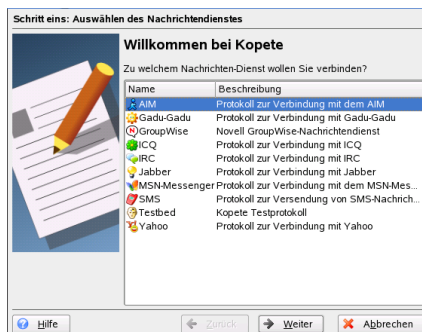 Schritt eins: Auswählen des Nachrichtendienstes
Willkommen bei Kopete
Zu welchem Nachrichten-Dienst wollen Sie verbinden?
Name Beschreibung
AIM Protokoll zur Verbindung mit dem AIM
Gadu-Gadu Protokoll zur Verbindung mit Gadu-Gadu
GroupWise Novell GroupWise-Nachrichtendienst
ICQ Protokoll zur Verbindung mit ICQ
IRC Protokoll zur Verbindung mit IRC
Jabber Protokoll zur Verbindung mit Jabber
MSN-Messenger Protokoll zur Verbindung mit dem MSN-Mes...
SMS Protokoll zur Versendung von SMS-Nachrich...
Testbed Kopete Testprotokoll
Yahoo Protokoll zur Verbindung mit Yahoo
Hilfe Zurück Weiter Abbrechen